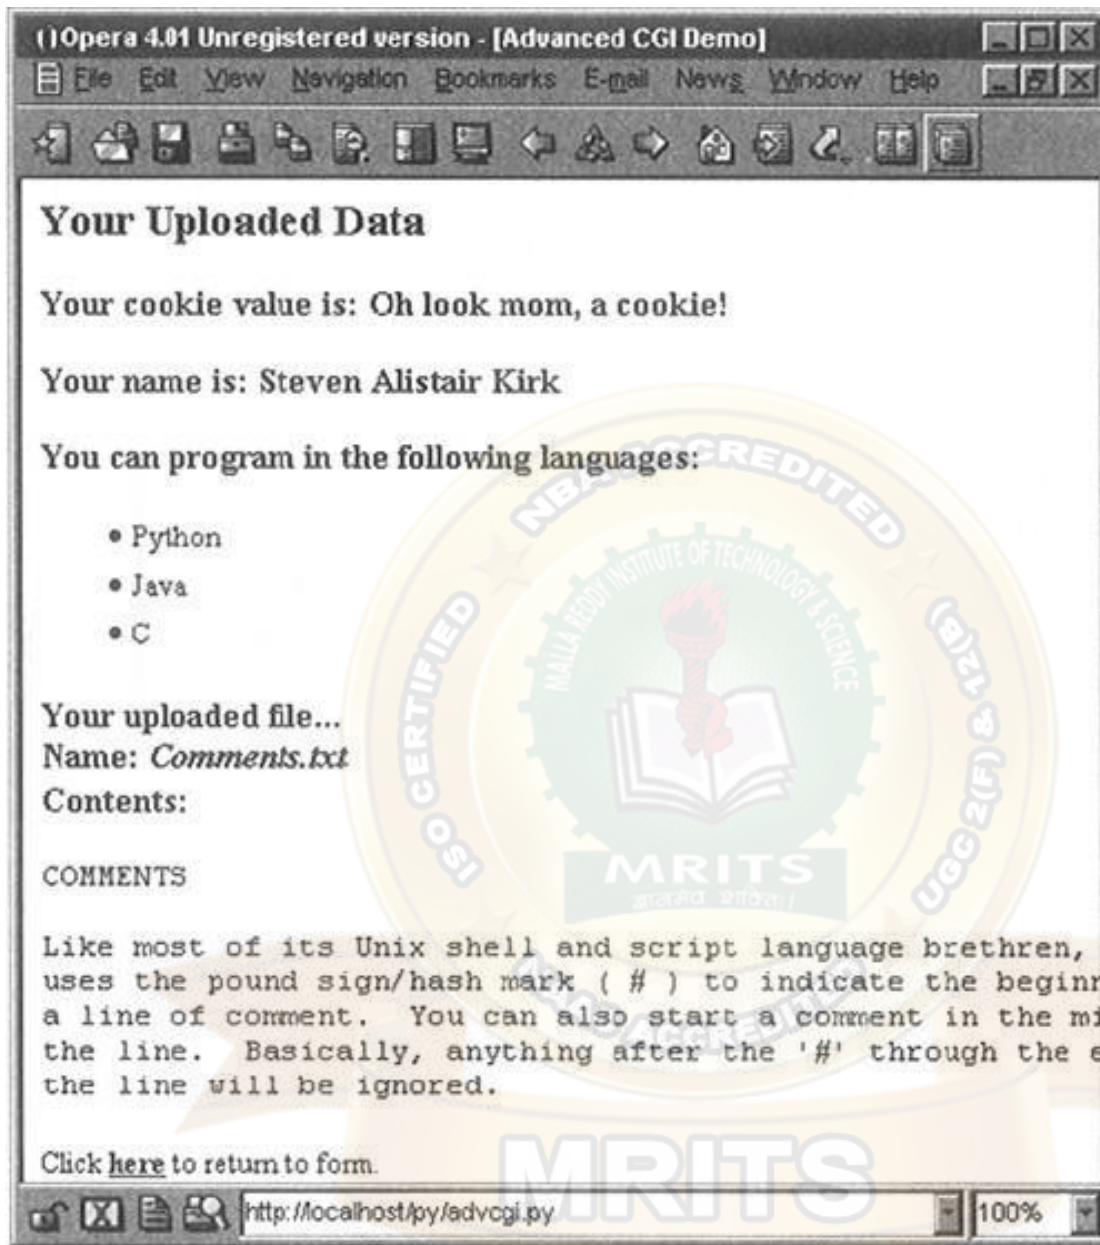 ()Opera 4.01 Unregistered version - [Advanced CGI Demo]
File Edit View Navigation Bookmarks E-mail News Window Help
Your Uploaded Data
Your cookie value is: Oh look mom, a cookie!
Your name is: Steven Alistair Kirk
You can program in the following languages:
• Python
• Java
• C
Your uploaded file...
Name: Comments.txt
Contents:
COMMENTS
Like most of its Unix shell and script language brethren,
uses the pound sign/hash mark ( # ) to indicate the beginn
a line of comment.  You can also start a comment in the mi
the line.  Basically, anything after the '#' through the e
the line will be ignored.
Click here to return to form.
http://localhost/py/advcgi.py
100%
NBA ACCREDITED
OSI CERTIFIED
UGC 2(F) & 12(B)
MALLA REDDY INSTITUTE OF TECHNOLOGY & SCIENCE
MRITS
NAAC ACCREDITED
MRITS